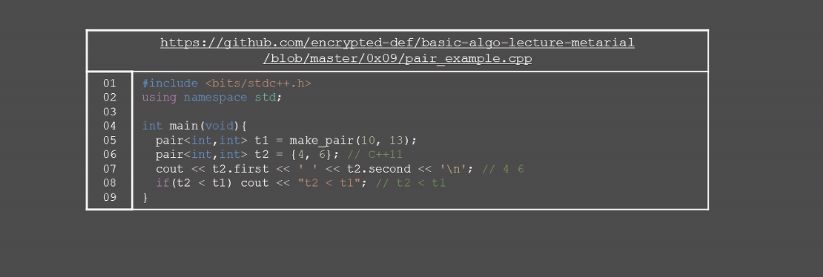 https://github.com/encrypted-def/basic-algo-lecture-metarial
/blob/master/0x09/pair_example.cpp
01 #include <bits/stdc++.h>
02 using namespace std;
03
04 int main(void){
05   pair<int,int> t1 = make_pair(10, 13);
06   pair<int,int> t2 = {4, 6}; // C++11
07   cout << t2.first << ' ' << t2.second << '\n'; // 4 6
08   if(t2 < t1) cout << "t2 < t1"; // t2 < t1
09 }